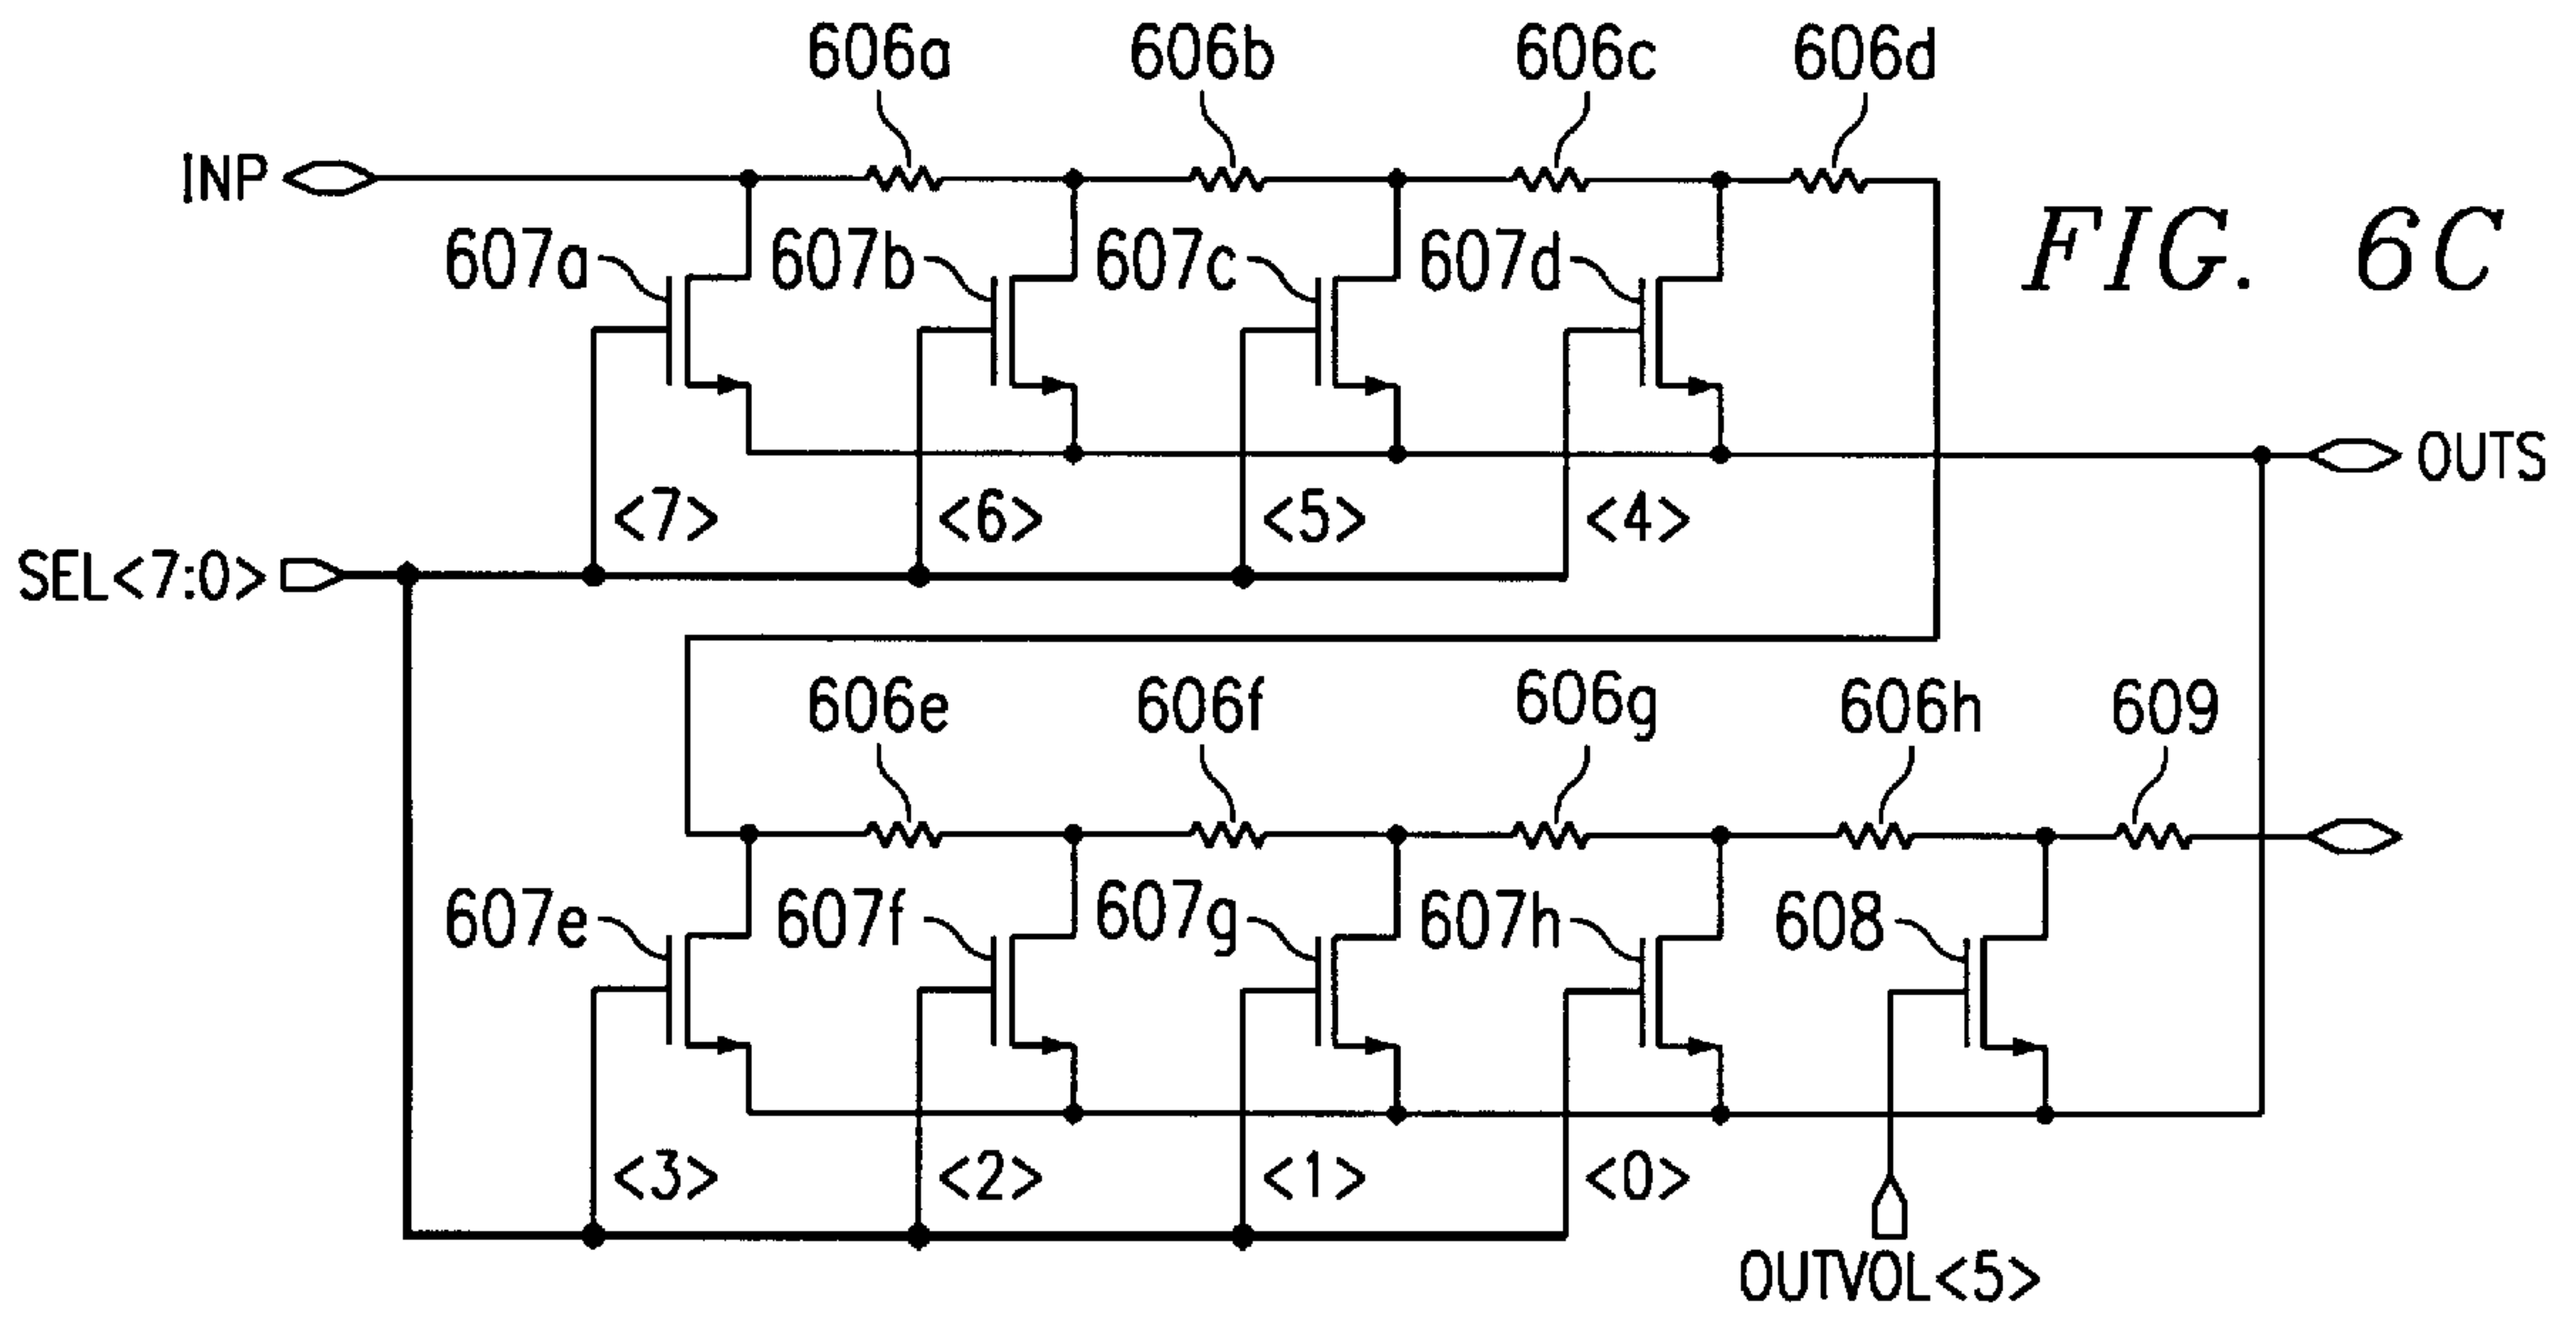 606a 606b 606c 606d
INP
FIG. 6C
607a 607b 607c 607d
OUTS
<7> <6> <5> <4>
SEL<7:0>
606e 606f 606g 606h 609
607e 607f 607g 607h 608
<3> <2> <1> <0>
OUTVOL<5>